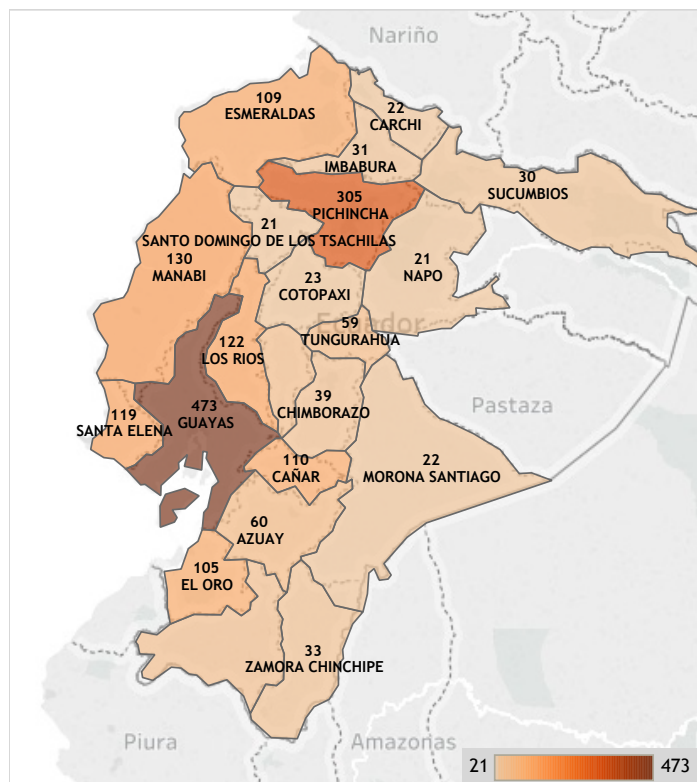 Nariño
109
ESMERALDAS
22
CARCHI
31
IMBABURA
30
SUCUMBIOS
305
PICHINCHA
21
SANTO DOMINGO DE LOS TSACHILAS
130
MANABI
21
NAPO
23
COTOPAXI
Ecuador
59
TUNGURAHUA
122
LOS RIOS
39
CHIMBORAZO
Pastaza
119
SANTA ELENA
473
GUAYAS
110
CAÑAR
22
MORONA SANTIAGO
60
AZUAY
105
EL ORO
33
ZAMORA CHINCHIPE
Piura
Amazonas
21
473